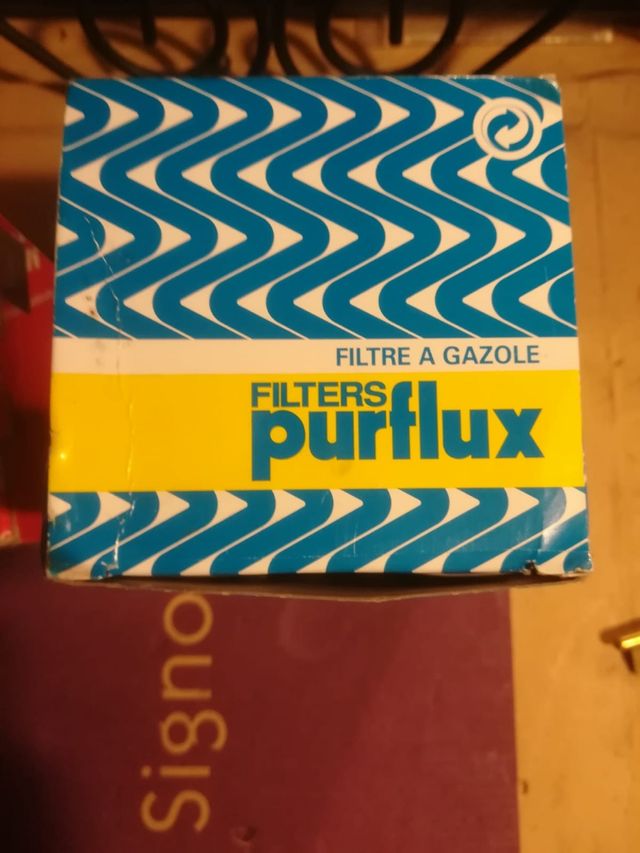 FILTRE A GAZOLE
FILTERS
purflux
Signo